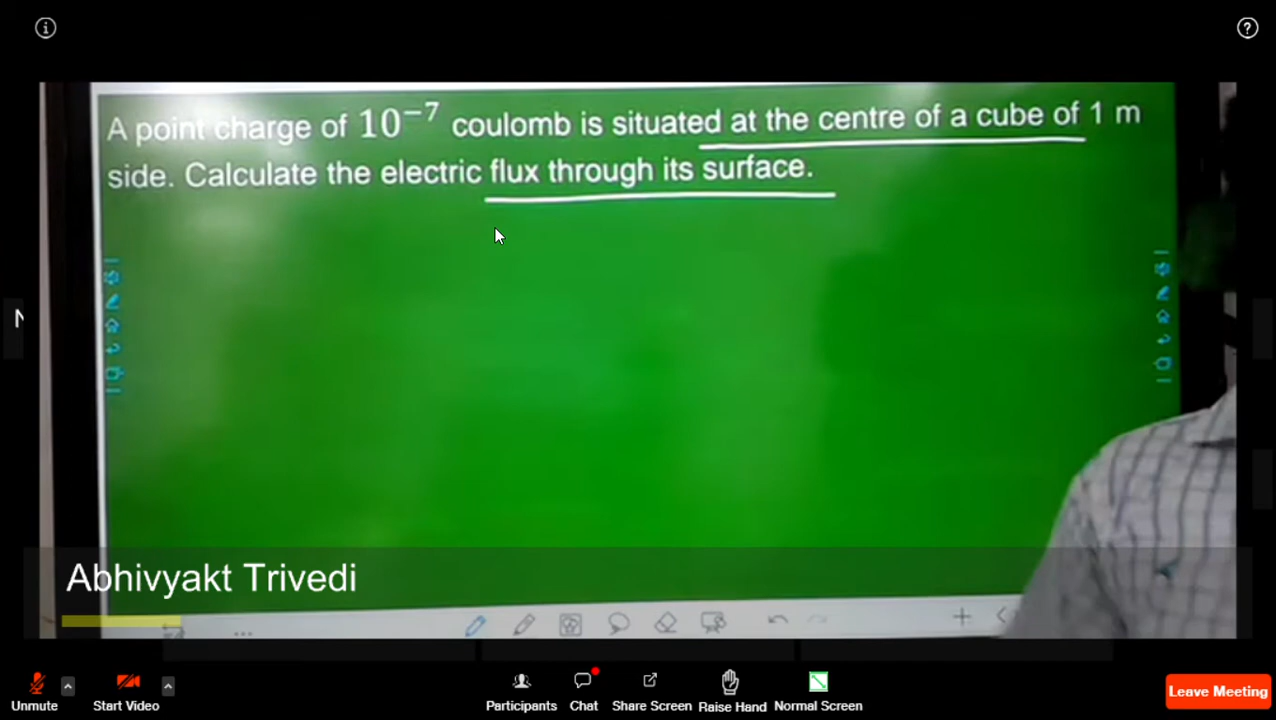 A point charge of 10⁻⁷ coulomb is situated at the centre of a cube of 1 m
side. Calculate the electric flux through its surface.
Abhivyakt Trivedi
Unmute
Start Video
Participants
Chat
Share Screen
Raise Hand
Normal Screen
Leave Meeting